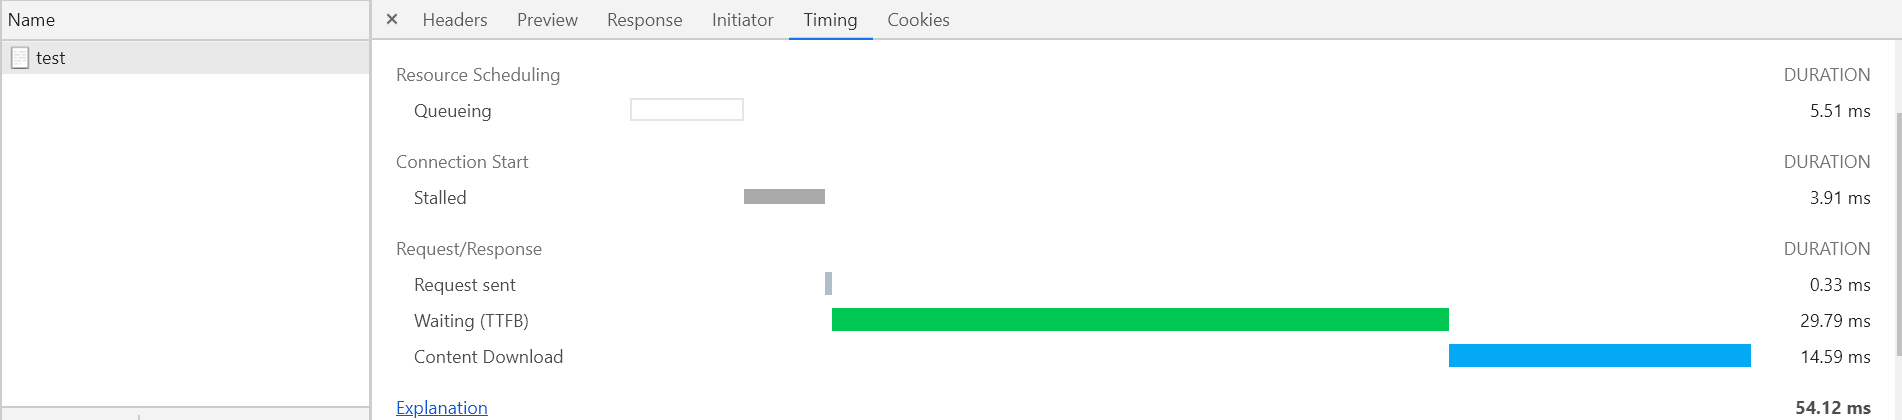 Name
× Headers Preview Response Initiator Timing Cookies
test
Resource Scheduling DURATION
Queueing 5.51 ms
Connection Start DURATION
Stalled 3.91 ms
Request/Response DURATION
Request sent 0.33 ms
Waiting (TTFB) 29.79 ms
Content Download 14.59 ms
Explanation 54.12 ms